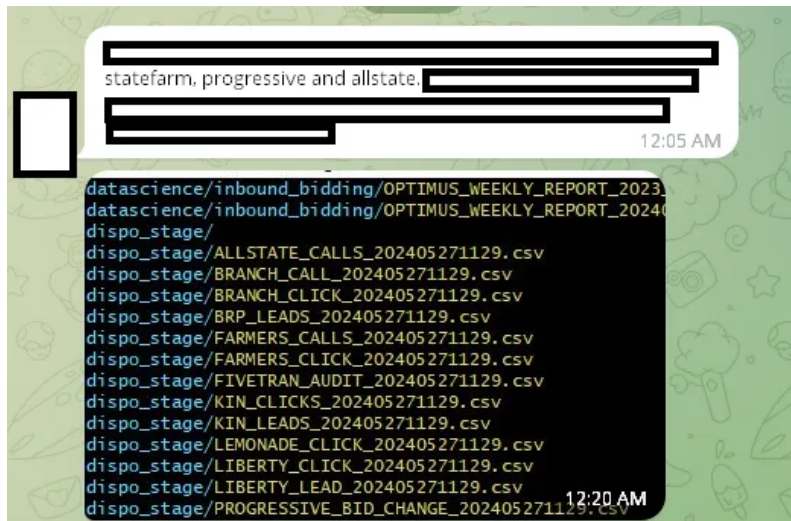 statefarm, progressive and allstate.
12:05 AM
datascience/inbound_bidding/OPTIMUS_WEEKLY_REPORT_2023_
datascience/inbound_bidding/OPTIMUS_WEEKLY_REPORT_2024
dispo_stage/
dispo_stage/ALLSTATE_CALLS_202405271129.csv
dispo_stage/BRANCH_CALL_202405271129.csv
dispo_stage/BRANCH_CLICK_202405271129.csv
dispo_stage/BRP_LEADS_202405271129.csv
dispo_stage/FARMERS_CALLS_202405271129.csv
dispo_stage/FARMERS_CLICK_202405271129.csv
dispo_stage/FIVETRAN_AUDIT_202405271129.csv
dispo_stage/KIN_CLICKS_202405271129.csv
dispo_stage/KIN_LEADS_202405271129.csv
dispo_stage/LEMONADE_CLICK_202405271129.csv
dispo_stage/LIBERTY_CLICK_202405271129.csv
dispo_stage/LIBERTY_LEAD_202405271129.csv
dispo_stage/PROGRESSIVE_BID_CHANGE_202405271129.csv
12:20 AM